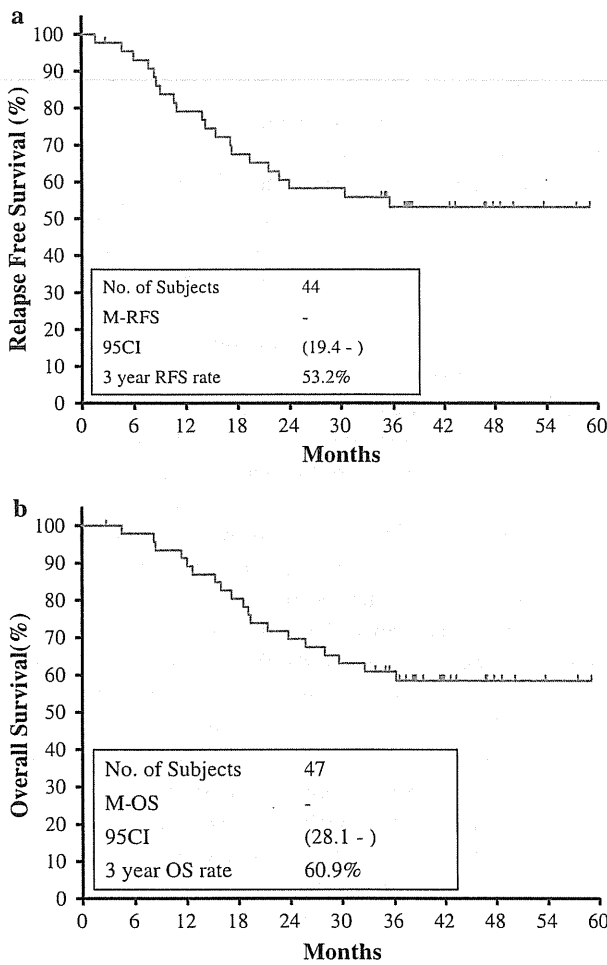 a
Relapse Free Survival (%)
100
90
80
70
60
50
40
30
20
10
0
No. of Subjects 44
M-RFS -
95CI (19.4 - )
3 year RFS rate 53.2%
0 6 12 18 24 30 36 42 48 54 60
Months
b
Overall Survival(%)
100
90
80
70
60
50
40
30
20
10
0
No. of Subjects 47
M-OS -
95CI (28.1 - )
3 year OS rate 60.9%
0 6 12 18 24 30 36 42 48 54 60
Months